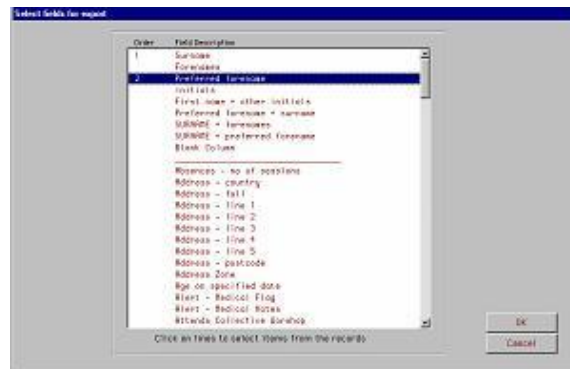 Select fields for export
Order Field Description
1 Surname
Forenames
2 Preferred forename
Initials
First name + other initials
Preferred forename + surname
SURNAME + forenames
SURNAME + preferred forename
Blank Column
Absences - no of sessions
Address - country
Address - full
Address - line 1
Address - line 2
Address - line 3
Address - line 4
Address - line 5
Address - postcode
Address Zone
Age on specified date
Alert - Medical Flag
Alert - Medical Notes
Attends Collective Worship
Click on lines to select items from the records
OK
Cancel